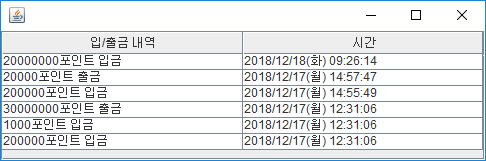 입/출금 내역 시간
20000000포인트 입금 2018/12/18(화) 09:26:14
20000포인트 출금 2018/12/17(월) 14:57:47
200000포인트 입금 2018/12/17(월) 14:55:49
30000000포인트 출금 2018/12/17(월) 12:31:06
1000포인트 입금 2018/12/17(월) 12:31:06
200000포인트 입금 2018/12/17(월) 12:31:06